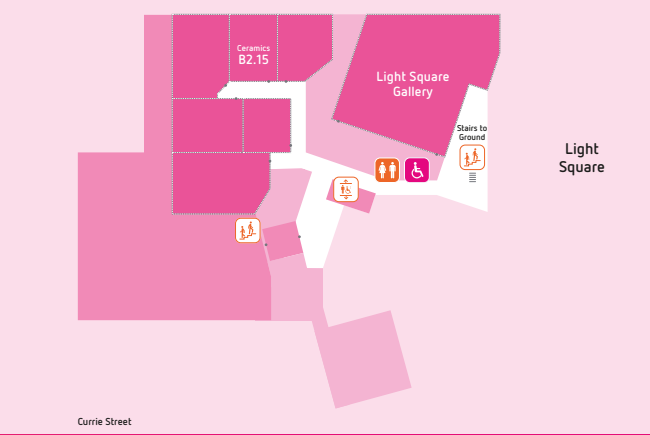 Ceramics
B2.15
Light Square
Gallery
Stairs to
Ground
Light
Square
Currie Street